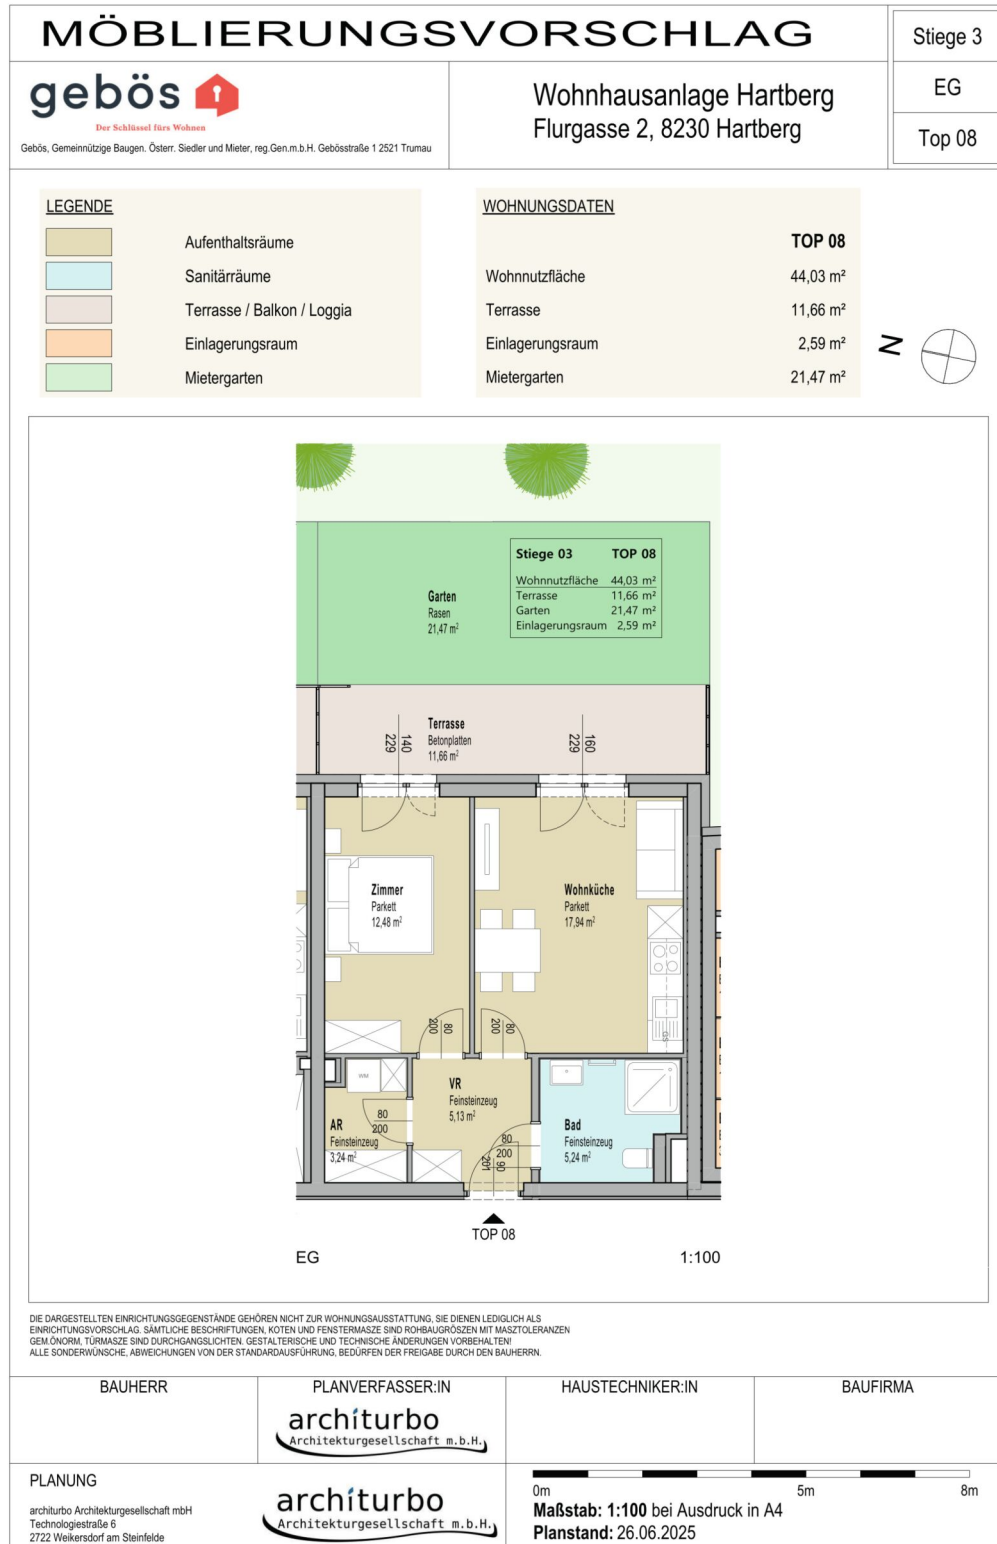 MÖBLIERUNGSVORSCHLAG
Stiege 3
EG
Top 08
gebös
Der Schlüssel fürs Wohnen
Gebös, Gemeinnützige Baugen. Österr. Siedler und Mieter, reg.Gen.m.b.H. Gebösstraße 1 2521 Trumau
Wohnhausanlage Hartberg
Flurgasse 2, 8230 Hartberg
LEGENDE
Aufenthaltsräume
Sanitärräume
Terrasse / Balkon / Loggia
Einlagerungsraum
Mietergarten
WOHNUNGSDATEN
TOP 08
Wohnnutzfläche 44,03 m²
Terrasse 11,66 m²
Einlagerungsraum 2,59 m²
Mietergarten 21,47 m²
N
Stiege 03 TOP 08
Wohnnutzfläche 44,03 m²
Terrasse 11,66 m²
Garten 21,47 m²
Einlagerungsraum 2,59 m²
Garten
Rasen
21,47 m²
Terrasse
Betonplatten
11,66 m²
140
229
160
229
Zimmer
Parkett
12,48 m²
Wohnküche
Parkett
17,94 m²
80
200
80
200
GS
WM
VR
Feinsteinzeug
5,13 m²
AR
Feinsteinzeug
3,24 m²
80
200
Bad
Feinsteinzeug
5,24 m²
80
200
90
201
TOP 08
EG
1:100
DIE DARGESTELLTEN EINRICHTUNGSGEGENSTÄNDE GEHÖREN NICHT ZUR WOHNUNGSAUSSTATTUNG, SIE DIENEN LEDIGLICH ALS
EINRICHTUNGSVORSCHLAG. SÄMTLICHE BESCHRIFTUNGEN, KOTEN UND FENSTERMASZE SIND ROHBAUGRÖSZEN MIT MASZTOLERANZEN
GEM.ÖNORM, TÜRMASZE SIND DURCHGANGSLICHTEN. GESTALTERISCHE UND TECHNISCHE ÄNDERUNGEN VORBEHALTEN!
ALLE SONDERWÜNSCHE, ABWEICHUNGEN VON DER STANDARDAUSFÜHRUNG, BEDÜRFEN DER FREIGABE DURCH DEN BAUHERRN.
BAUHERR
PLANVERFASSER:IN
architurbo
Architekturgesellschaft m.b.H.
HAUSTECHNIKER:IN
BAUFIRMA
PLANUNG
architurbo Architekturgesellschaft mbH
Technologiestraße 6
2722 Weikersdorf am Steinfelde
architurbo
Architekturgesellschaft m.b.H.
0m 5m 8m
Maßstab: 1:100 bei Ausdruck in A4
Planstand: 26.06.2025